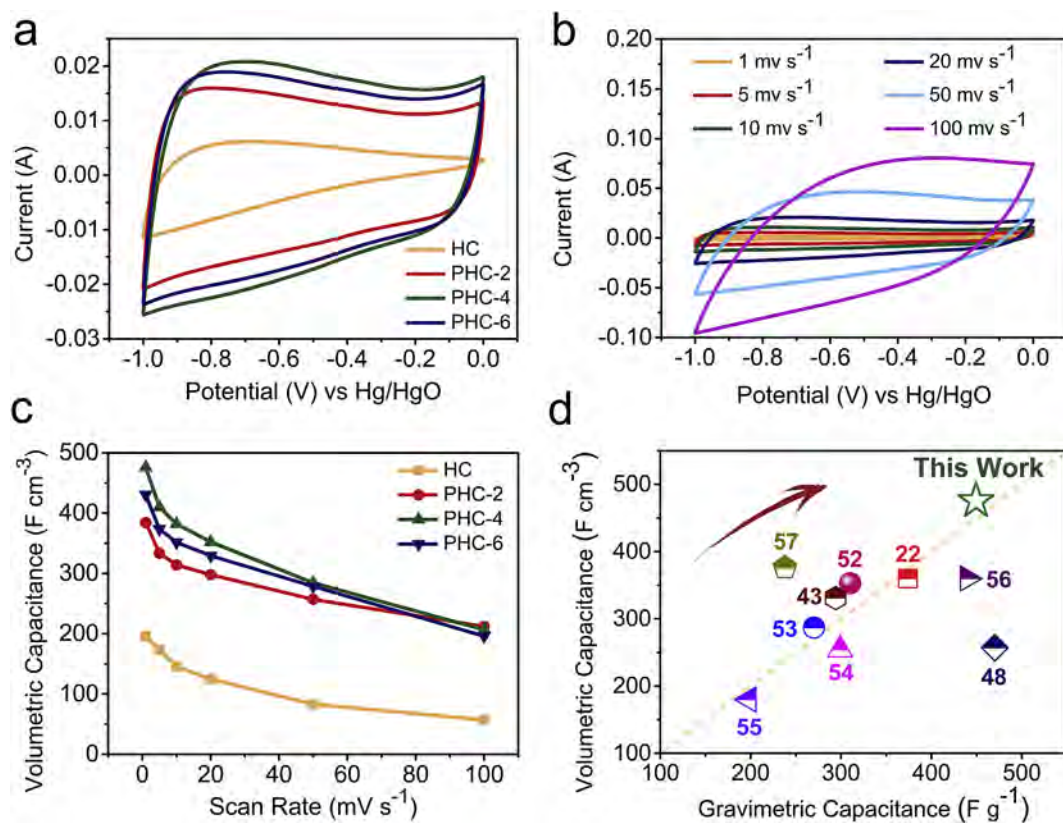 a
0.02
0.01
0.00
-0.01
-0.02
-0.03
Current (A)
HC
PHC-2
PHC-4
PHC-6
-1.0 -0.8 -0.6 -0.4 -0.2 0.0
Potential (V) vs Hg/HgO
b
0.20
0.15
0.10
0.05
0.00
-0.05
-0.10
Current (A)
1 mv s⁻¹ 20 mv s⁻¹
5 mv s⁻¹ 50 mv s⁻¹
10 mv s⁻¹ 100 mv s⁻¹
-1.0 -0.8 -0.6 -0.4 -0.2 0.0
Potential (V) vs Hg/HgO
c
500
400
300
200
100
0
Volumetric Capacitance (F cm⁻³)
HC
PHC-2
PHC-4
PHC-6
0 20 40 60 80 100
Scan Rate (mV s⁻¹)
d
500
400
300
200
100
Volumetric Capacitance (F cm⁻³)
This Work
57
52
22
43
56
53
54
48
55
100 200 300 400 500
Gravimetric Capacitance (F g⁻¹)